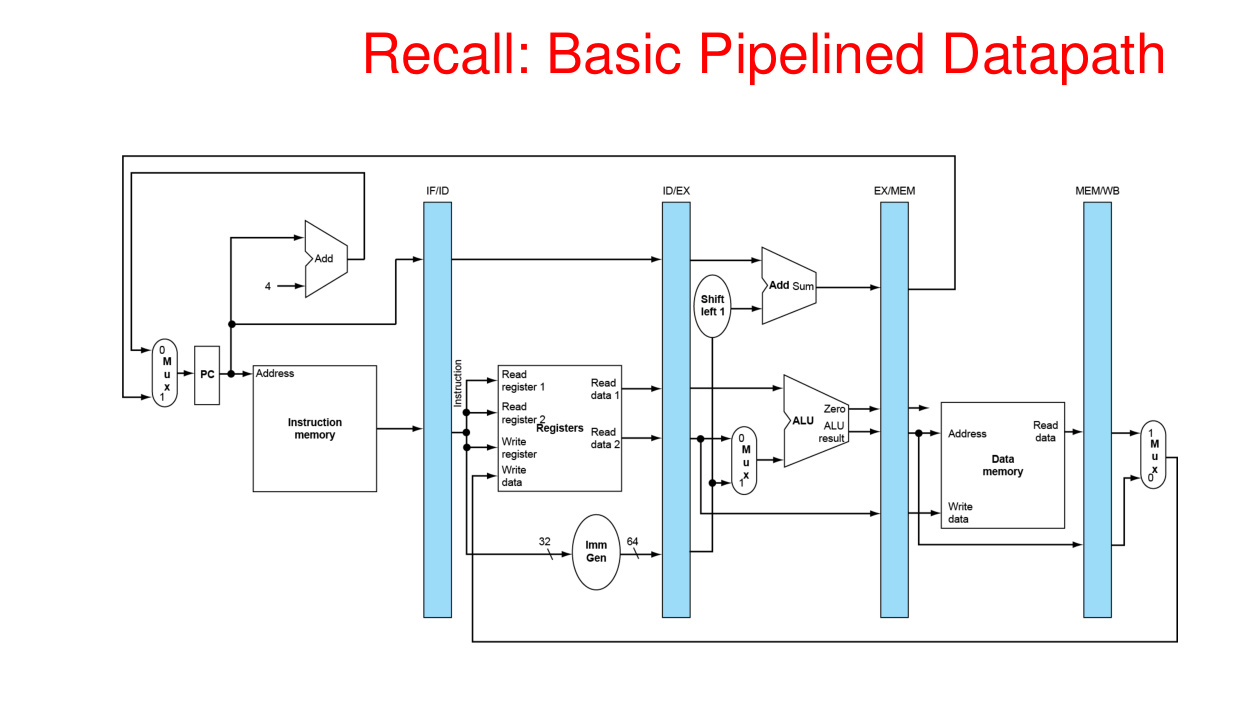 Recall: Basic Pipelined Datapath
IF/ID
ID/EX
EX/MEM
MEM/WB
Add
4
Add Sum
Shift
left 1
0
M
u
x
1
PC
Address
Instruction
memory
Instruction
Read
register 1
Read
register 2
Registers
Write
register
Write
data
Read
data 1
Read
data 2
0
M
u
x
1
ALU
Zero
ALU
result
Address
Read
data
Data
memory
Write
data
1
M
u
x
0
32
Imm
Gen
64